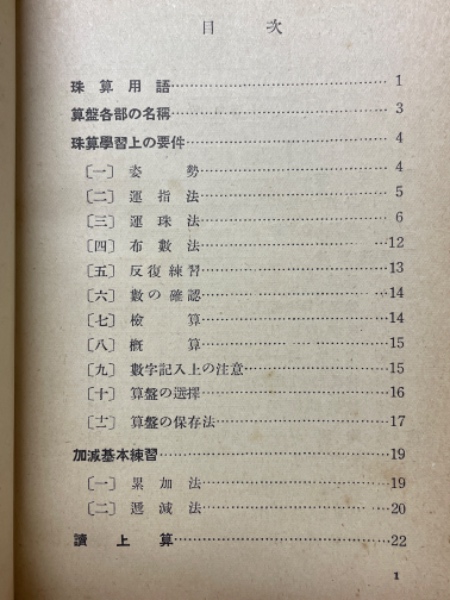 目次
珠算用語…………1
算盤各部の名稱…………3
珠算學習上の要件…………4
〔一〕姿勢…………4
〔二〕運指法…………5
〔三〕運珠法…………6
〔四〕布數法…………12
〔五〕反復練習…………13
〔六〕數の確認…………14
〔七〕檢算…………14
〔八〕概算…………15
〔九〕數字記入上の注意…………15
〔十〕算盤の選擇…………16
〔十一〕算盤の保存法…………17
加減基本練習…………19
〔一〕累加法…………19
〔二〕遞減法…………20
讀上算…………22
1